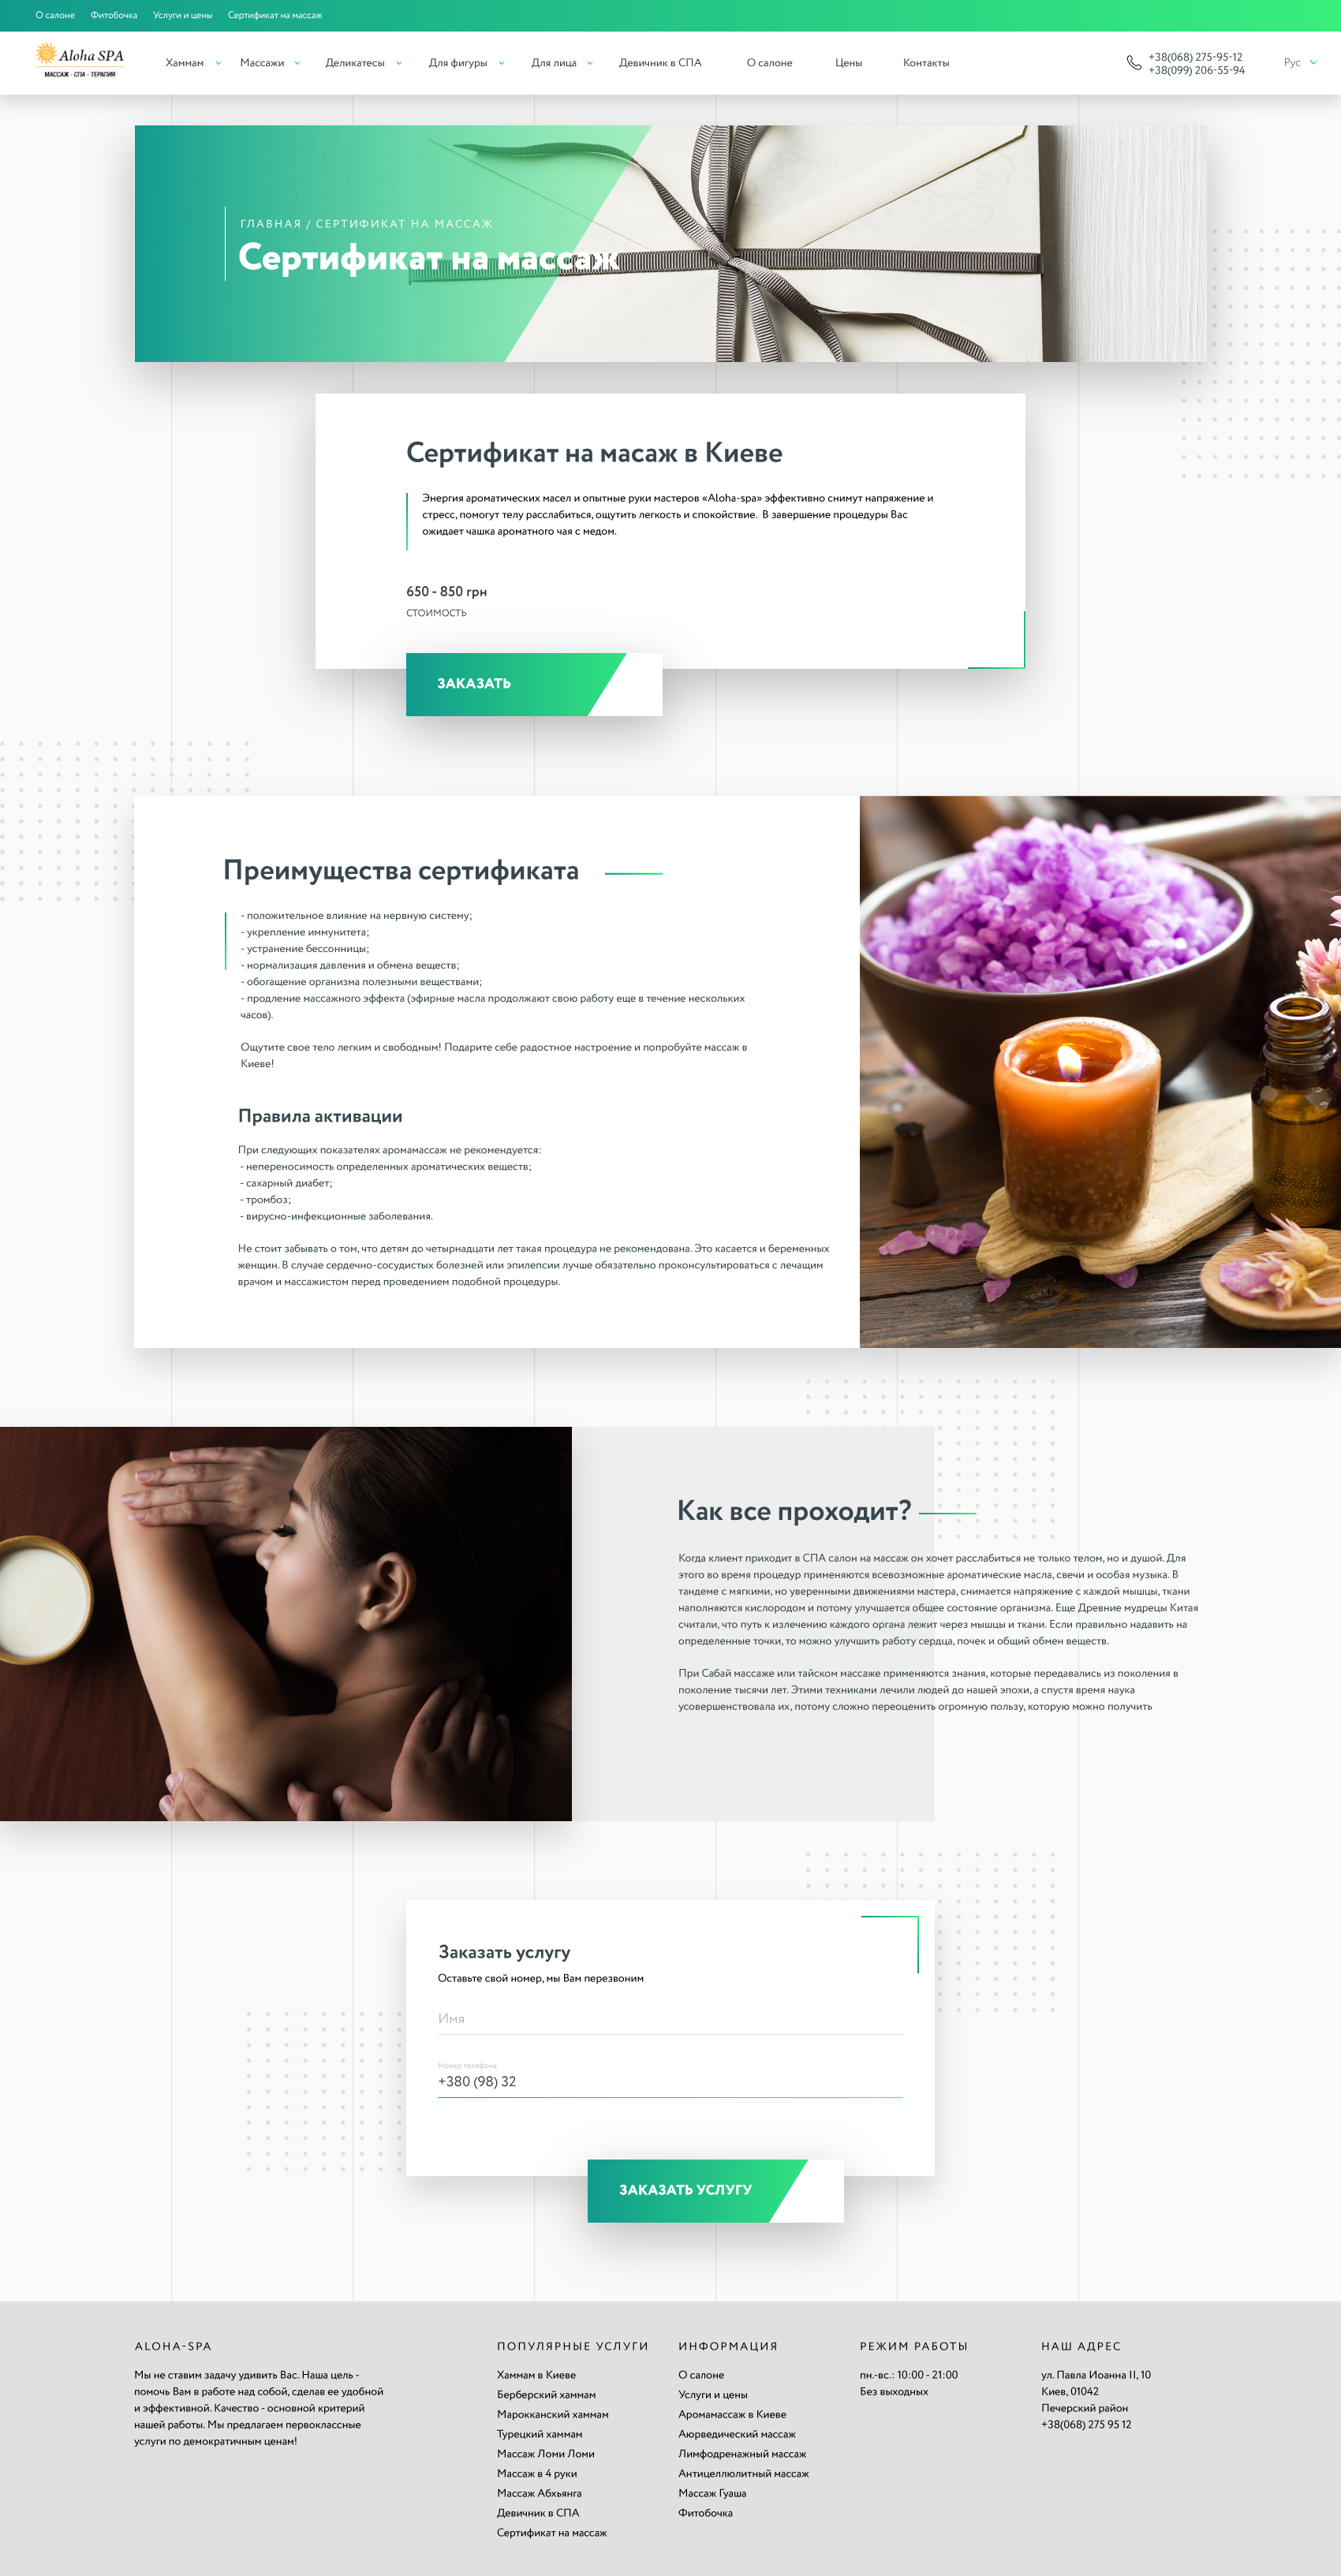 О салоне Фитобочка Услуги и цены Сертификат на массаж
Aloha SPA
МАССАЖ - СПА - ТЕРАПИЯ
Хаммам Массажи Деликатесы Для фигуры Для лица Девичник в СПА О салоне Цены Контакты
+38(068) 275-95-12
+38(099) 206-55-94
Рус
ГЛАВНАЯ / СЕРТИФИКАТ НА МАССАЖ
Сертификат на массаж
Сертификат на масаж в Киеве
Энергия ароматических масел и опытные руки мастеров «Aloha-spa» эффективно снимут напряжение и
стресс, помогут телу расслабиться, ощутить легкость и спокойствие. В завершение процедуры Вас
ожидает чашка ароматного чая с медом.
650 - 850 грн
СТОИМОСТЬ
ЗАКАЗАТЬ
Преимущества сертификата
- положительное влияние на нервную систему;
- укрепление иммунитета;
- устранение бессонницы;
- нормализация давления и обмена веществ;
- обогащение организма полезными веществами;
- продление массажного эффекта (эфирные масла продолжают свою работу еще в течение нескольких
часов).
Ощутите свое тело легким и свободным! Подарите себе радостное настроение и попробуйте массаж в
Киеве!
Правила активации
При следующих показателях аромамассаж не рекомендуется:
- непереносимость определенных ароматических веществ;
- сахарный диабет;
- тромбоз;
- вирусно-инфекционные заболевания.
Не стоит забывать о том, что детям до четырнадцати лет такая процедура не рекомендована. Это касается и беременных
женщин. В случае сердечно-сосудистых болезней или эпилепсии лучше обязательно проконсультироваться с лечащим
врачом и массажистом перед проведением подобной процедуры.
Как все проходит?
Когда клиент приходит в СПА салон на массаж он хочет расслабиться не только телом, но и душой. Для
этого во время процедур применяются всевозможные ароматические масла, свечи и особая музыка. В
тандеме с мягкими, но уверенными движениями мастера, снимается напряжение с каждой мышцы, ткани
наполняются кислородом и потому улучшается общее состояние организма. Еще Древние мудрецы Китая
считали, что путь к излечению каждого органа лежит через мышцы и ткани. Если правильно надавить на
определенные точки, то можно улучшить работу сердца, почек и общий обмен веществ.
При Сабай массаже или тайском массаже применяются знания, которые передавались из поколения в
поколение тысячи лет. Этими техниками лечили людей до нашей эпохи, а спустя время наука
усовершенствовала их, потому сложно переоценить огромную пользу, которую можно получить
Заказать услугу
Оставьте свой номер, мы Вам перезвоним
Имя
Номер телефона
+380 (98) 32
ЗАКАЗАТЬ УСЛУГУ
ALOHA-SPA
Мы не ставим задачу удивить Вас. Наша цель -
помочь Вам в работе над собой, сделав ее удобной
и эффективной. Качество - основной критерий
нашей работы. Мы предлагаем первоклассные
услуги по демократичным ценам!
ПОПУЛЯРНЫЕ УСЛУГИ
Хаммам в Киеве
Берберский хаммам
Марокканский хаммам
Турецкий хаммам
Массаж Ломи Ломи
Массаж в 4 руки
Массаж Абхьянга
Девичник в СПА
Сертификат на массаж
ИНФОРМАЦИЯ
О салоне
Услуги и цены
Аромамассаж в Киеве
Аюрведический массаж
Лимфодренажный массаж
Антицеллюлитный массаж
Массаж Гуаша
Фитобочка
РЕЖИМ РАБОТЫ
пн.-вс.: 10:00 - 21:00
Без выходных
НАШ АДРЕС
ул. Павла Иоанна II, 10
Киев, 01042
Печерский район
+38(068) 275 95 12